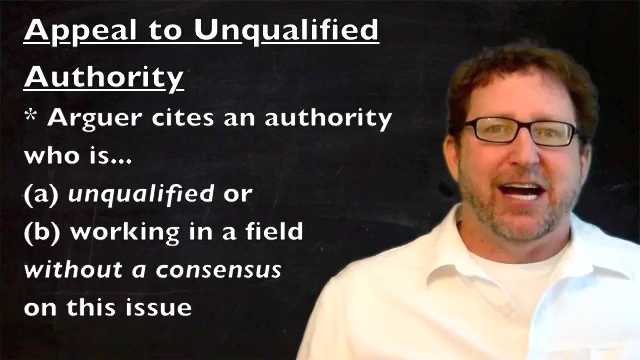 Appeal to Unqualified
Authority
* Arguer cites an authority
who is...
(a) unqualified or
(b) working in a field
without a consensus
on this issue